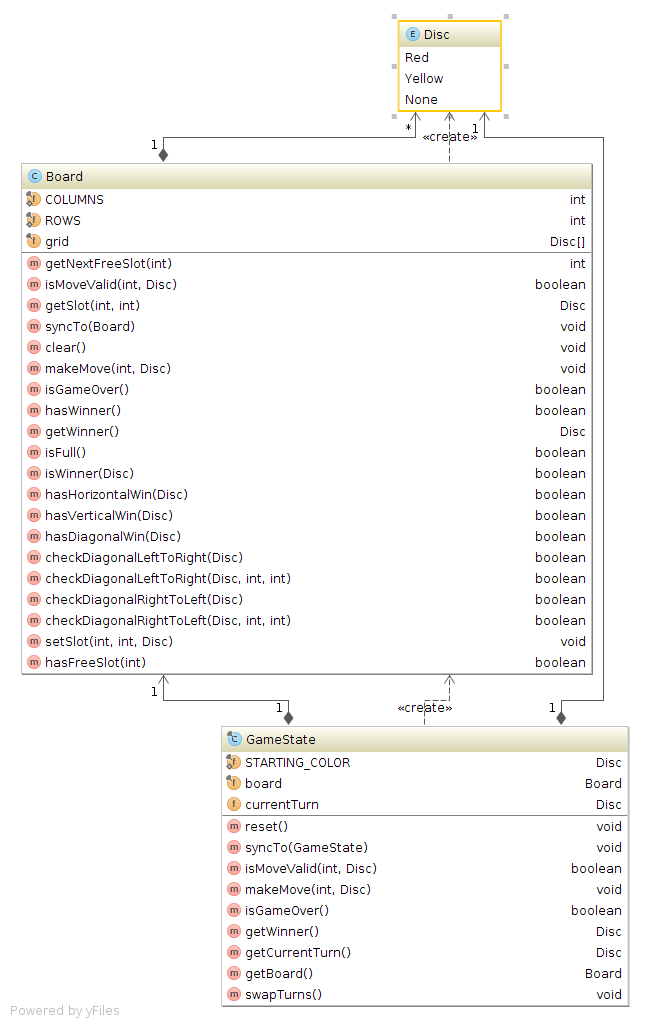 E Disc
Red
Yellow
None
* «create» 1
1
C Board
f COLUMNS int
f ROWS int
f grid Disc[]
m getNextFreeSlot(int) int
m isMoveValid(int, Disc) boolean
m getSlot(int, int) Disc
m syncTo(Board) void
m clear() void
m makeMove(int, Disc) void
m isGameOver() boolean
m hasWinner() boolean
m getWinner() Disc
m isFull() boolean
m isWinner(Disc) boolean
m hasHorizontalWin(Disc) boolean
m hasVerticalWin(Disc) boolean
m hasDiagonalWin(Disc) boolean
m checkDiagonalLeftToRight(Disc) boolean
m checkDiagonalLeftToRight(Disc, int, int) boolean
m checkDiagonalRightToLeft(Disc) boolean
m checkDiagonalRightToLeft(Disc, int, int) boolean
m setSlot(int, int, Disc) void
m hasFreeSlot(int) boolean
1
1 «create» 1
C GameState
f STARTING_COLOR Disc
f board Board
f currentTurn Disc
m reset() void
m syncTo(GameState) void
m isMoveValid(int, Disc) boolean
m makeMove(int, Disc) void
m isGameOver() boolean
m getWinner() Disc
m getCurrentTurn() Disc
m getBoard() Board
m swapTurns() void
Powered by yFiles